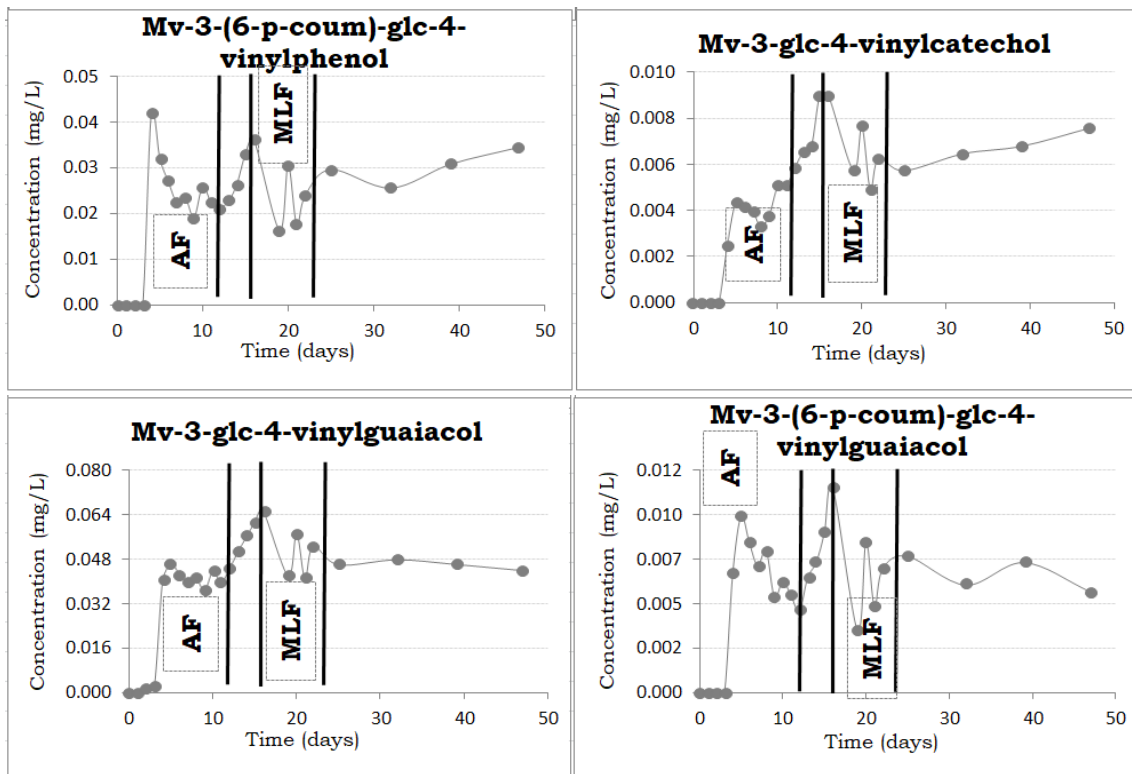 Mv-3-(6-p-coum)-glc-4-
vinylphenol
Concentration (mg/L)
0.05
0.04
0.03
0.02
0.01
0.00
AF
MLF
0 10 20 30 40 50
Time (days)
Mv-3-glc-4-vinylcatechol
Concentration (mg/L)
0.010
0.008
0.006
0.004
0.002
0.000
AF
MLF
0 10 20 30 40 50
Time (days)
Mv-3-glc-4-vinylguaiacol
Concentration (mg/L)
0.080
0.064
0.048
0.032
0.016
0.000
AF
MLF
0 10 20 30 40 50
Time (days)
Mv-3-(6-p-coum)-glc-4-
vinylguaiacol
Concentration (mg/L)
0.012
0.010
0.007
0.005
0.002
0.000
AF
MLF
0 10 20 30 40 50
Time (days)